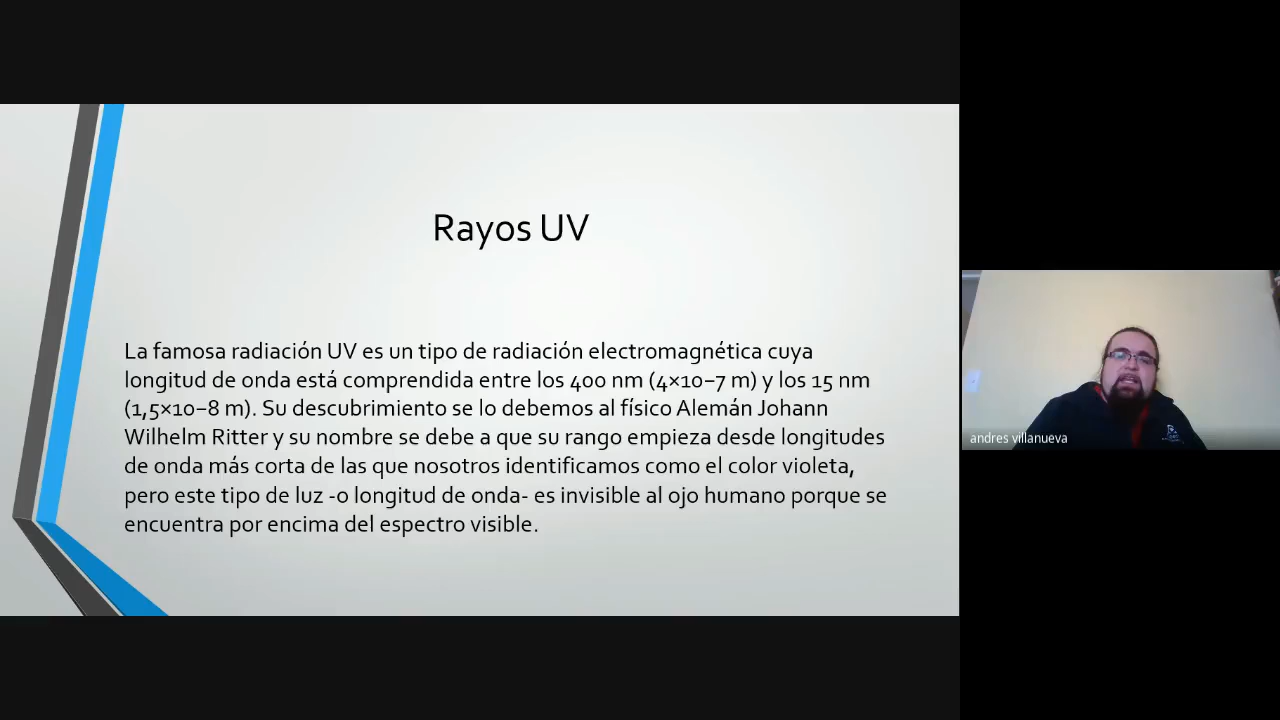 Rayos UV
La famosa radiación UV es un tipo de radiación electromagnética cuya
longitud de onda está comprendida entre los 400 nm (4×10−7 m) y los 15 nm
(1,5×10−8 m). Su descubrimiento se lo debemos al físico Alemán Johann
Wilhelm Ritter y su nombre se debe a que su rango empieza desde longitudes
de onda más corta de las que nosotros identificamos como el color violeta,
pero este tipo de luz -o longitud de onda- es invisible al ojo humano porque se
encuentra por encima del espectro visible.
andres villanueva